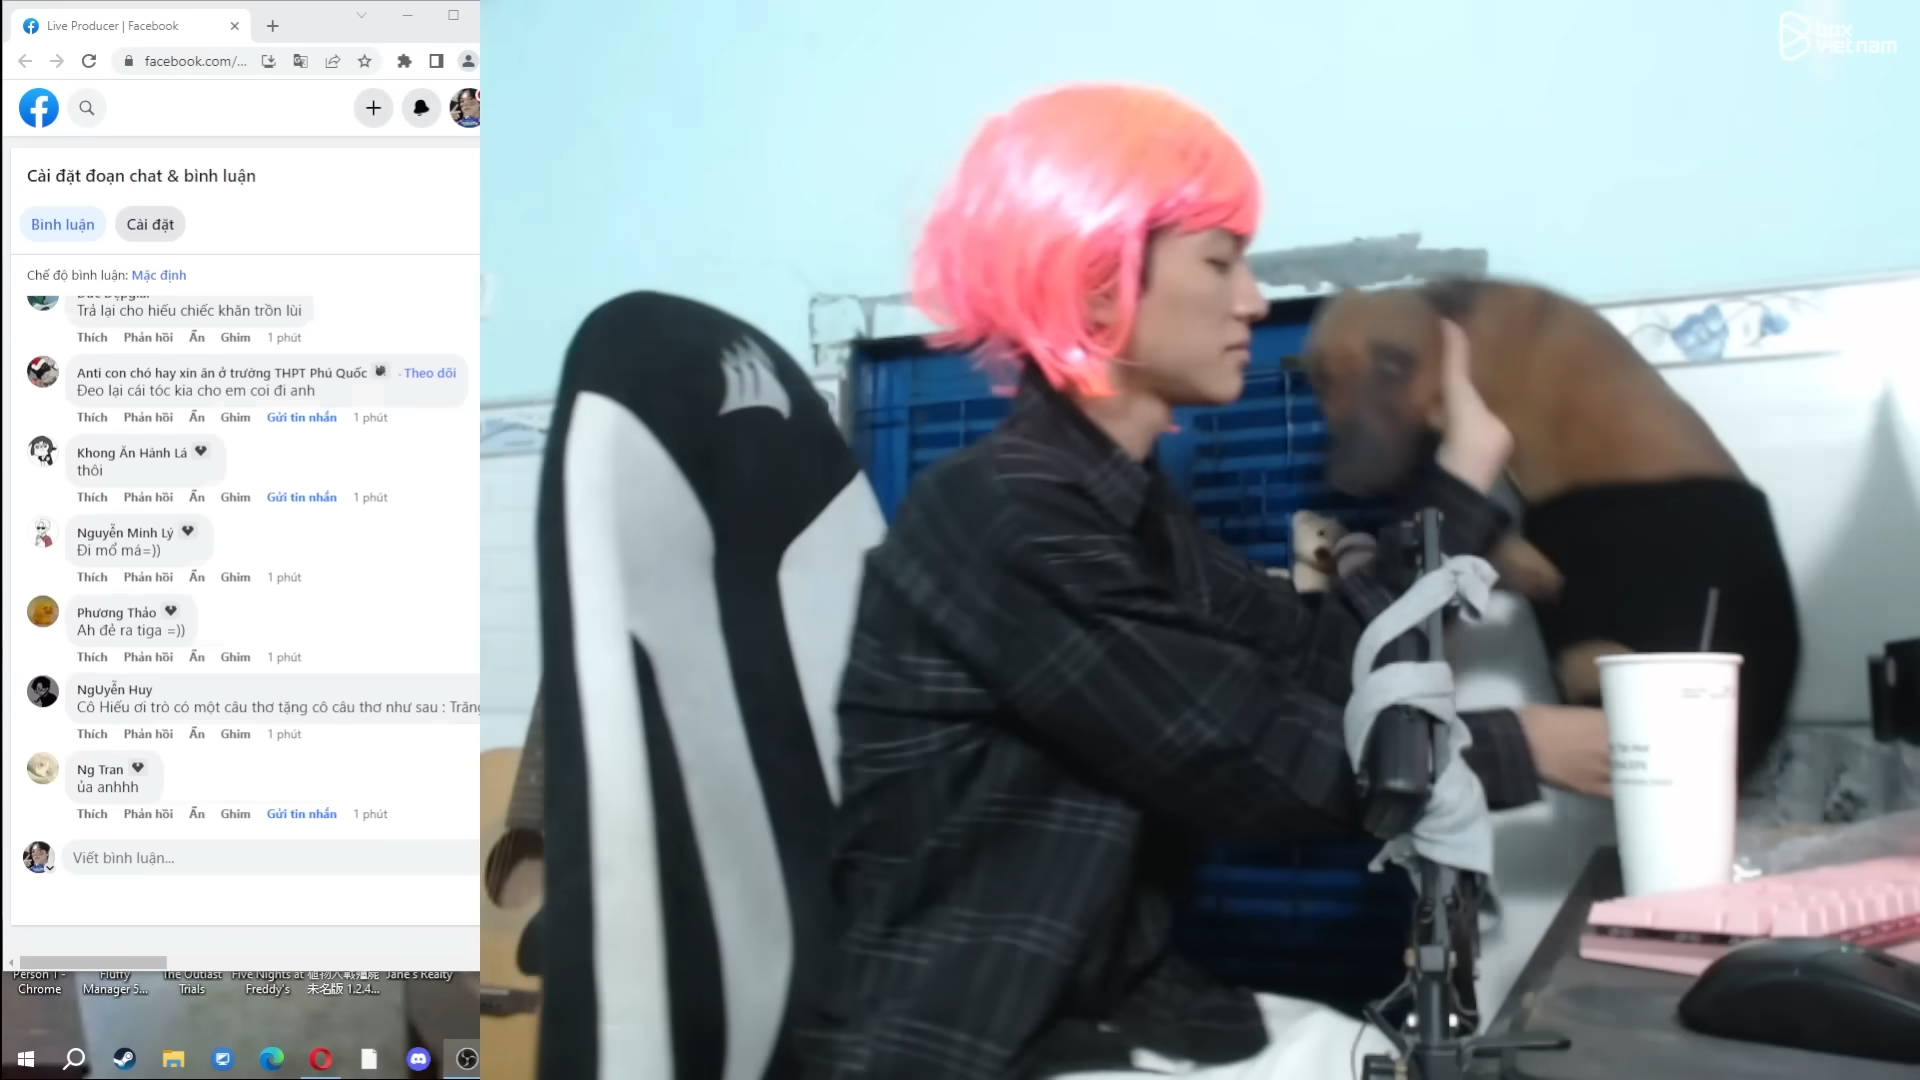 Live Producer | Facebook
facebook.com/...
Cài đặt đoạn chat & bình luận
Bình luận
Cài đặt
Chế độ bình luận: Mặc định
Trả lại cho hiếu chiếc khăn trồn lùi
Thích Phản hồi Ẩn Ghim 1 phút
Anti con chó hay xin ăn ở trường THPT Phú Quốc · Theo dõi
Đeo lại cái tóc kia cho em coi đi anh
Thích Phản hồi Ẩn Ghim Gửi tin nhắn 1 phút
Khong Ăn Hành Lá
thôi
Thích Phản hồi Ẩn Ghim Gửi tin nhắn 1 phút
Nguyễn Minh Lý
Đi mổ má=))
Thích Phản hồi Ẩn Ghim 1 phút
Phương Thảo
Ah đẻ ra tiga =))
Thích Phản hồi Ẩn Ghim 1 phút
NgUyễn Huy
Cô Hiếu ơi trò có một câu thơ tặng cô câu thơ như sau : Trăng
Thích Phản hồi Ẩn Ghim 1 phút
Ng Tran
ủa anhhh
Thích Phản hồi Ẩn Ghim Gửi tin nhắn 1 phút
Viết bình luận...
Person 1 - Fluffy The Outlast Five Nights at Jane's Realty
Chrome Manager 5... Trials Freddy's 未名版 1.2.4...
box
việt nam